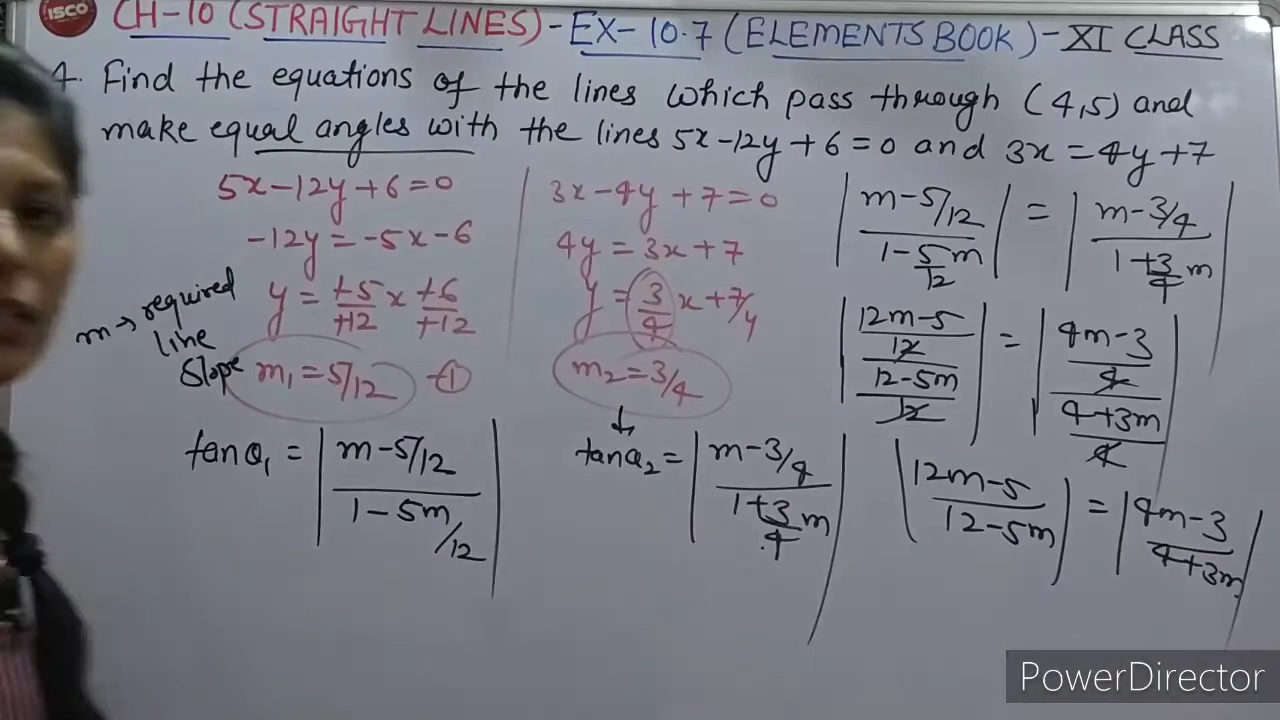 ISCO
CH-10 (STRAIGHT LINES) - EX-10.7 (ELEMENTS BOOK) - XI CLASS
4. Find the equations of the lines which pass through (4,5) and
make equal angles with the lines 5x-12y+6=0 and 3x=4y+7
5x-12y+6=0
-12y=-5x-6
y = +5/+12 x +6/+12
m → required
line
slope
m₁=5/12 -①
tanθ₁ = | (m-5/12) / (1-5m/12) |
3x-4y+7=0
4y=3x+7
y = 3/4 x+7/4
m₂=3/4
↓
tanθ₂ = | (m-3/4) / (1+3/4 m) |
| (m-5/12) / (1-5/12 m) | = | (m-3/4) / (1+3/4 m) |
| ((12m-5)/12) / ((12-5m)/12) | = | ((4m-3)/4) / ((4+3m)/4) |
| (12m-5) / (12-5m) | = | (4m-3) / (4+3m) |
PowerDirector